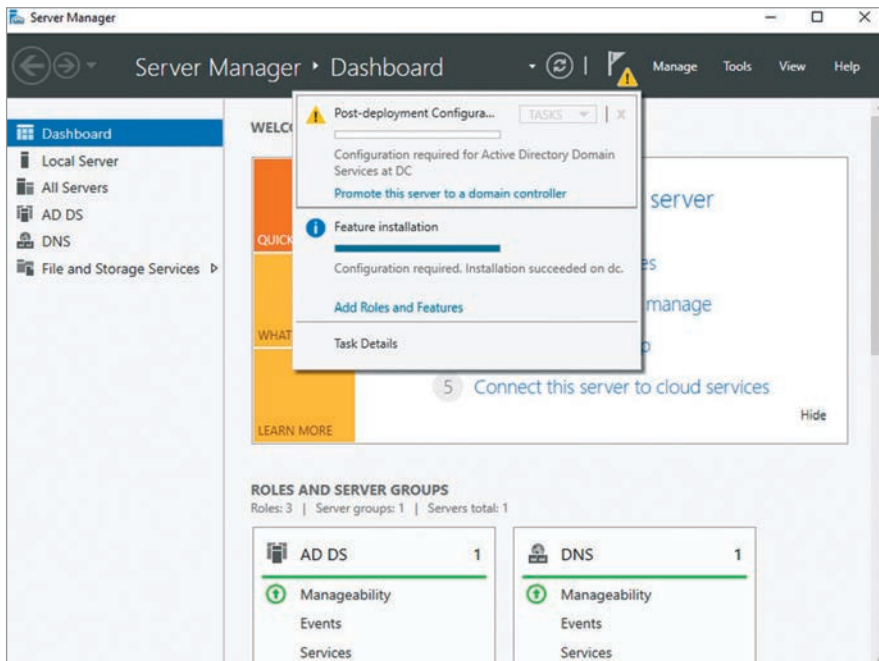 Server Manager
Server Manager ‣ Dashboard
Manage Tools View Help
Dashboard
Local Server
All Servers
AD DS
DNS
File and Storage Services
WELC
Post-deployment Configura...
TASKS
X
Configuration required for Active Directory Domain
Services at DC
Promote this server to a domain controller
Feature installation
Configuration required. Installation succeeded on dc.
Add Roles and Features
Task Details
server
QUICK
es
manage
WHAT
p
5 Connect this server to cloud services
Hide
LEARN MORE
ROLES AND SERVER GROUPS
Roles: 3 | Server groups: 1 | Servers total: 1
AD DS 1
Manageability
Events
Services
DNS 1
Manageability
Events
Services